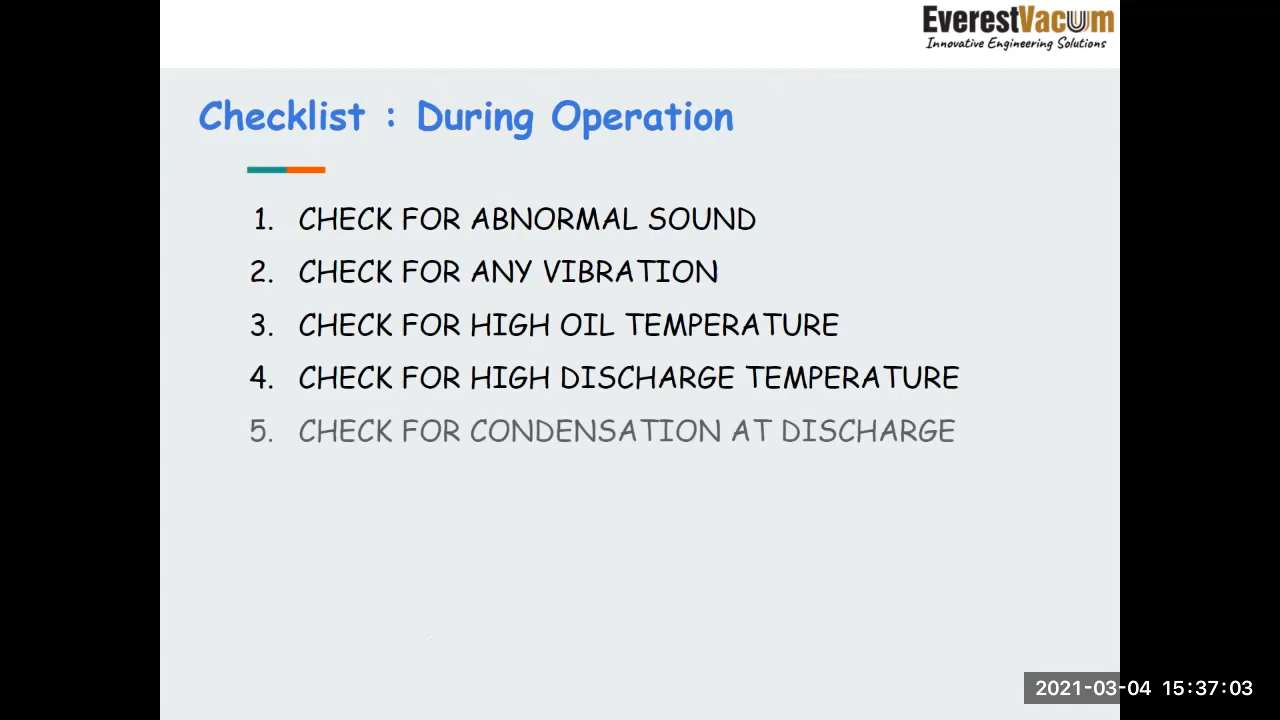 EverestVacuum
Innovative Engineering Solutions
Checklist : During Operation
1. CHECK FOR ABNORMAL SOUND
2. CHECK FOR ANY VIBRATION
3. CHECK FOR HIGH OIL TEMPERATURE
4. CHECK FOR HIGH DISCHARGE TEMPERATURE
5. CHECK FOR CONDENSATION AT DISCHARGE
2021-03-04 15:37:03